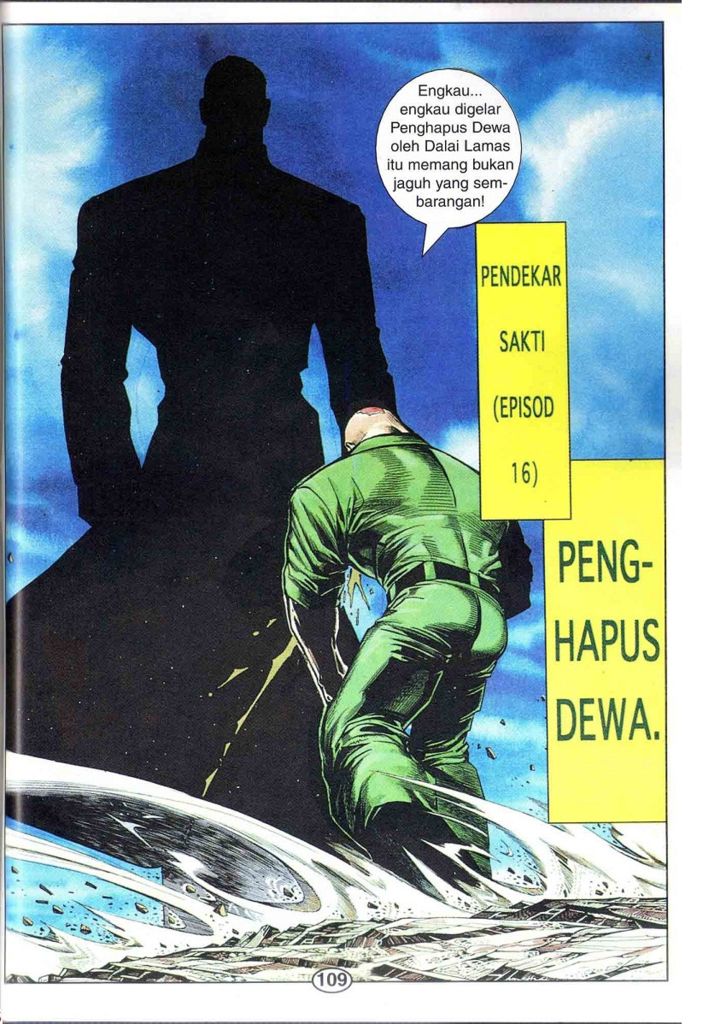 Engkau...
engkau digelar
Penghapus Dewa
oleh Dalai Lamas
itu memang bukan
jaguh yang sem-
barangan!
PENDEKAR
SAKTI
(EPISOD
16)
PENG-
HAPUS
DEWA.
109